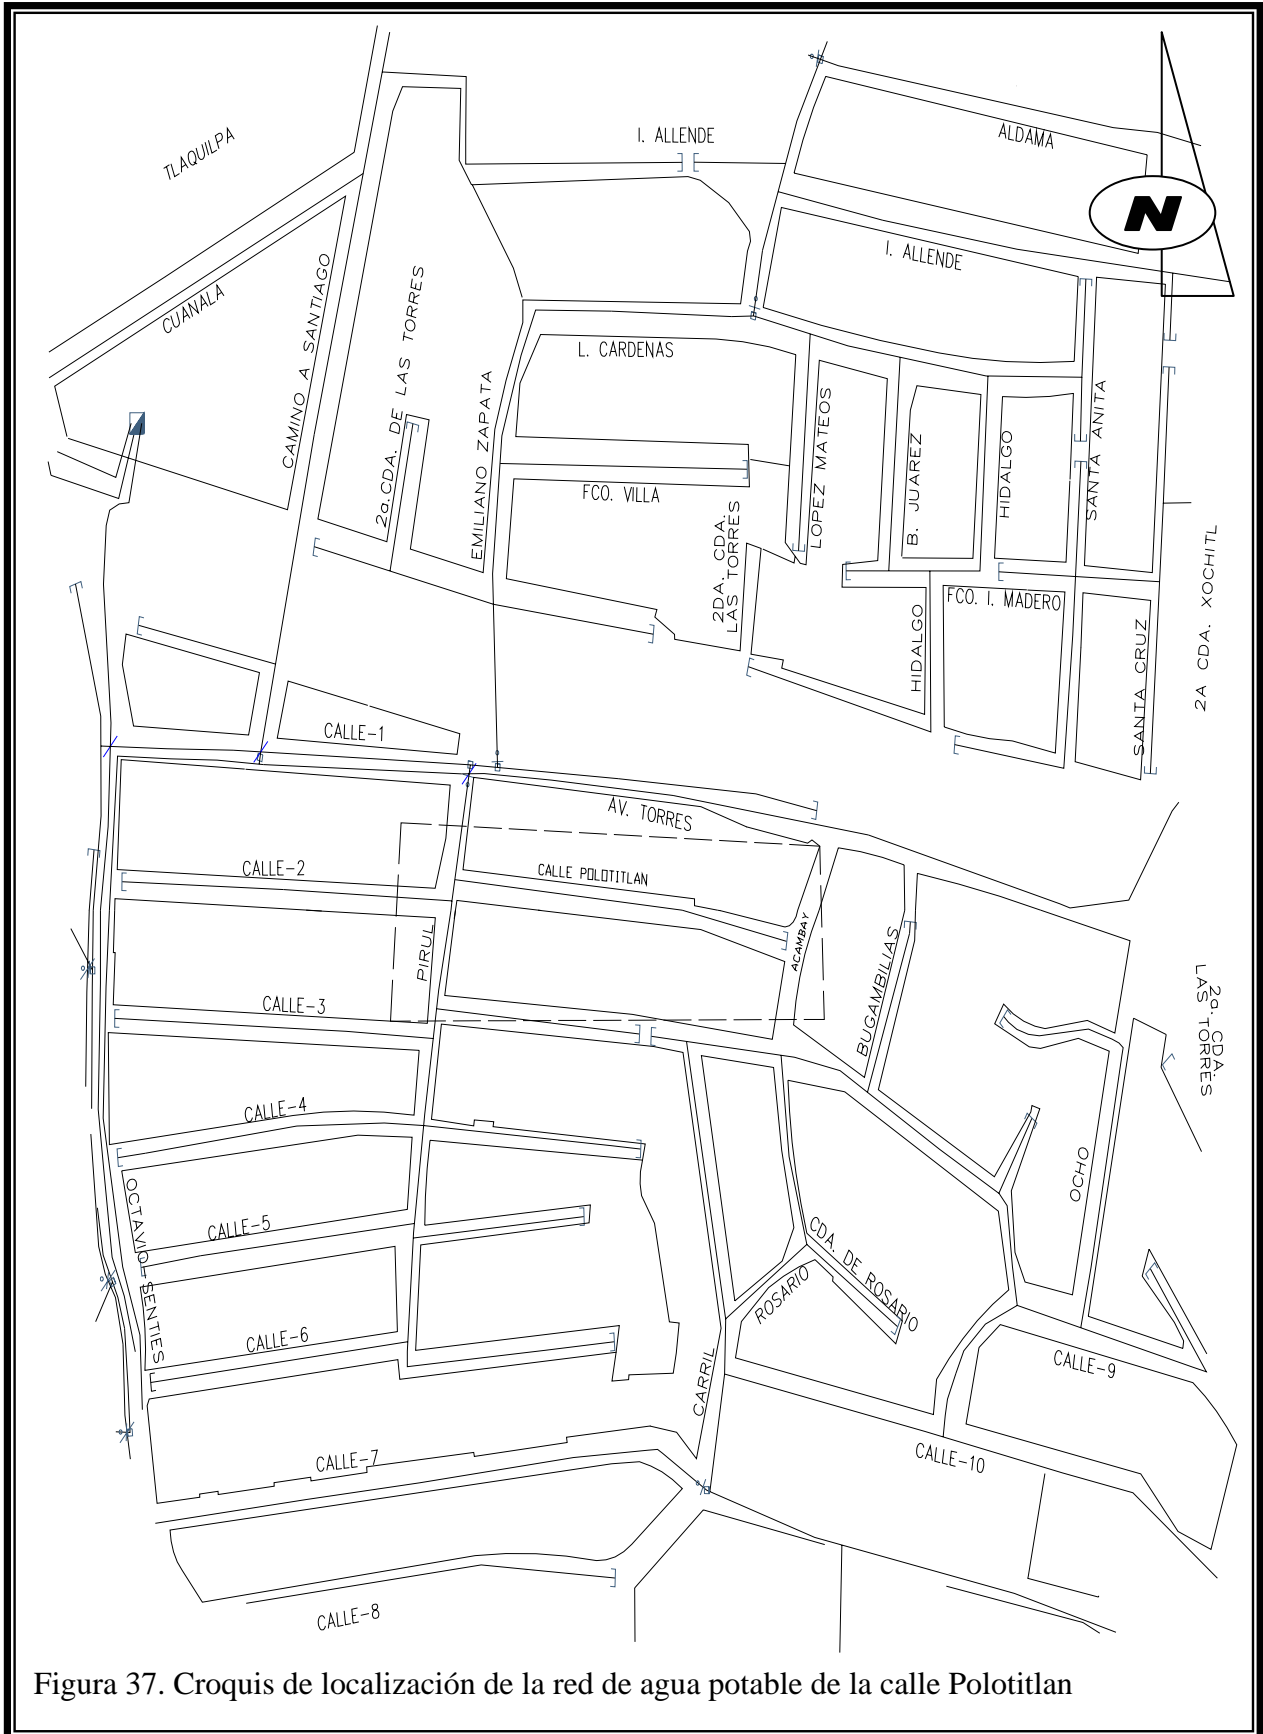 TLAQUILPA
I. ALLENDE
ALDAMA
N
I. ALLENDE
CUANALA
CAMINO A SANTIAGO
2a. CDA. DE LAS TORRES
EMILIANO ZAPATA
L. CARDENAS
LOPEZ MATEOS
B. JUAREZ
HIDALGO
SANTA ANITA
FCO. VILLA
2DA. CDA.
LAS TORRES
HIDALGO
FCO. I. MADERO
SANTA CRUZ
2A CDA. XOCHITL
CALLE-1
AV. TORRES
CALLE-2
CALLE POLOTITLAN
PIRUL
ACAMBAY
BUGAMBILIAS
CALLE-3
2a. CDA.
LAS TORRES
CALLE-4
OCHO
OCTAVIO-SENTIES
CALLE-5
CDA. DE ROSARIO
ROSARIO
CALLE-6
CARRIL
CALLE-9
CALLE-7
CALLE-10
CALLE-8
Figura 37. Croquis de localización de la red de agua potable de la calle Polotitlan